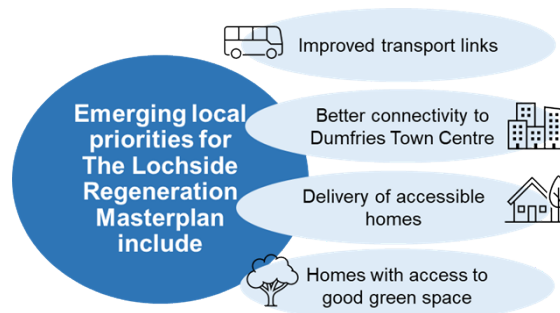 Emerging local
priorities for
The Lochside
Regeneration
Masterplan
include
Improved transport links
Better connectivity to
Dumfries Town Centre
Delivery of accessible
homes
Homes with access to
good green space